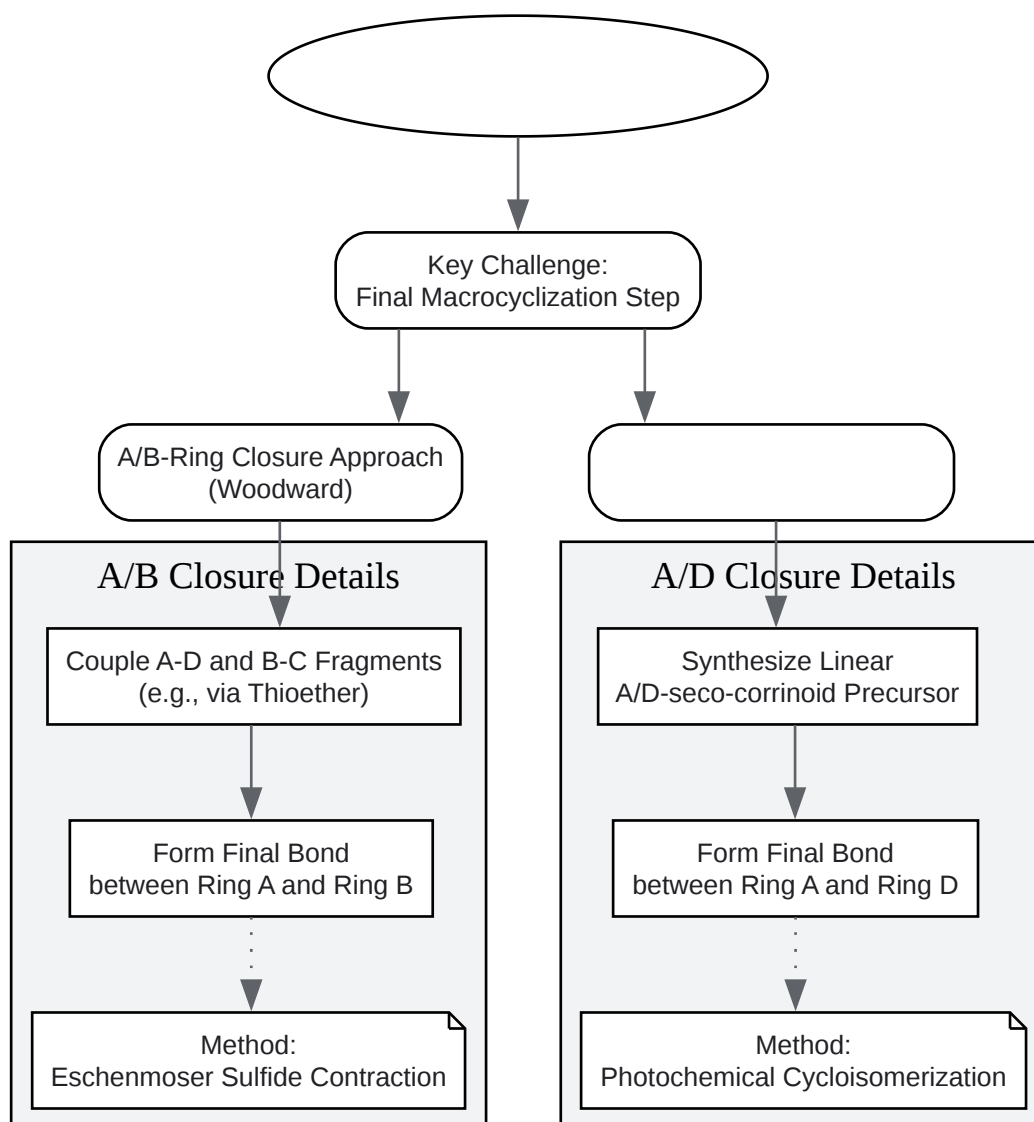 Key Challenge:
Final Macrocyclization Step
A/B-Ring Closure Approach
(Woodward)
A/B Closure Details
Couple A-D and B-C Fragments
(e.g., via Thioether)
Form Final Bond
between Ring A and Ring B
Method:
Eschenmoser Sulfide Contraction
A/D Closure Details
Synthesize Linear
A/D-seco-corrinoid Precursor
Form Final Bond
between Ring A and Ring D
Method:
Photochemical Cycloisomerization